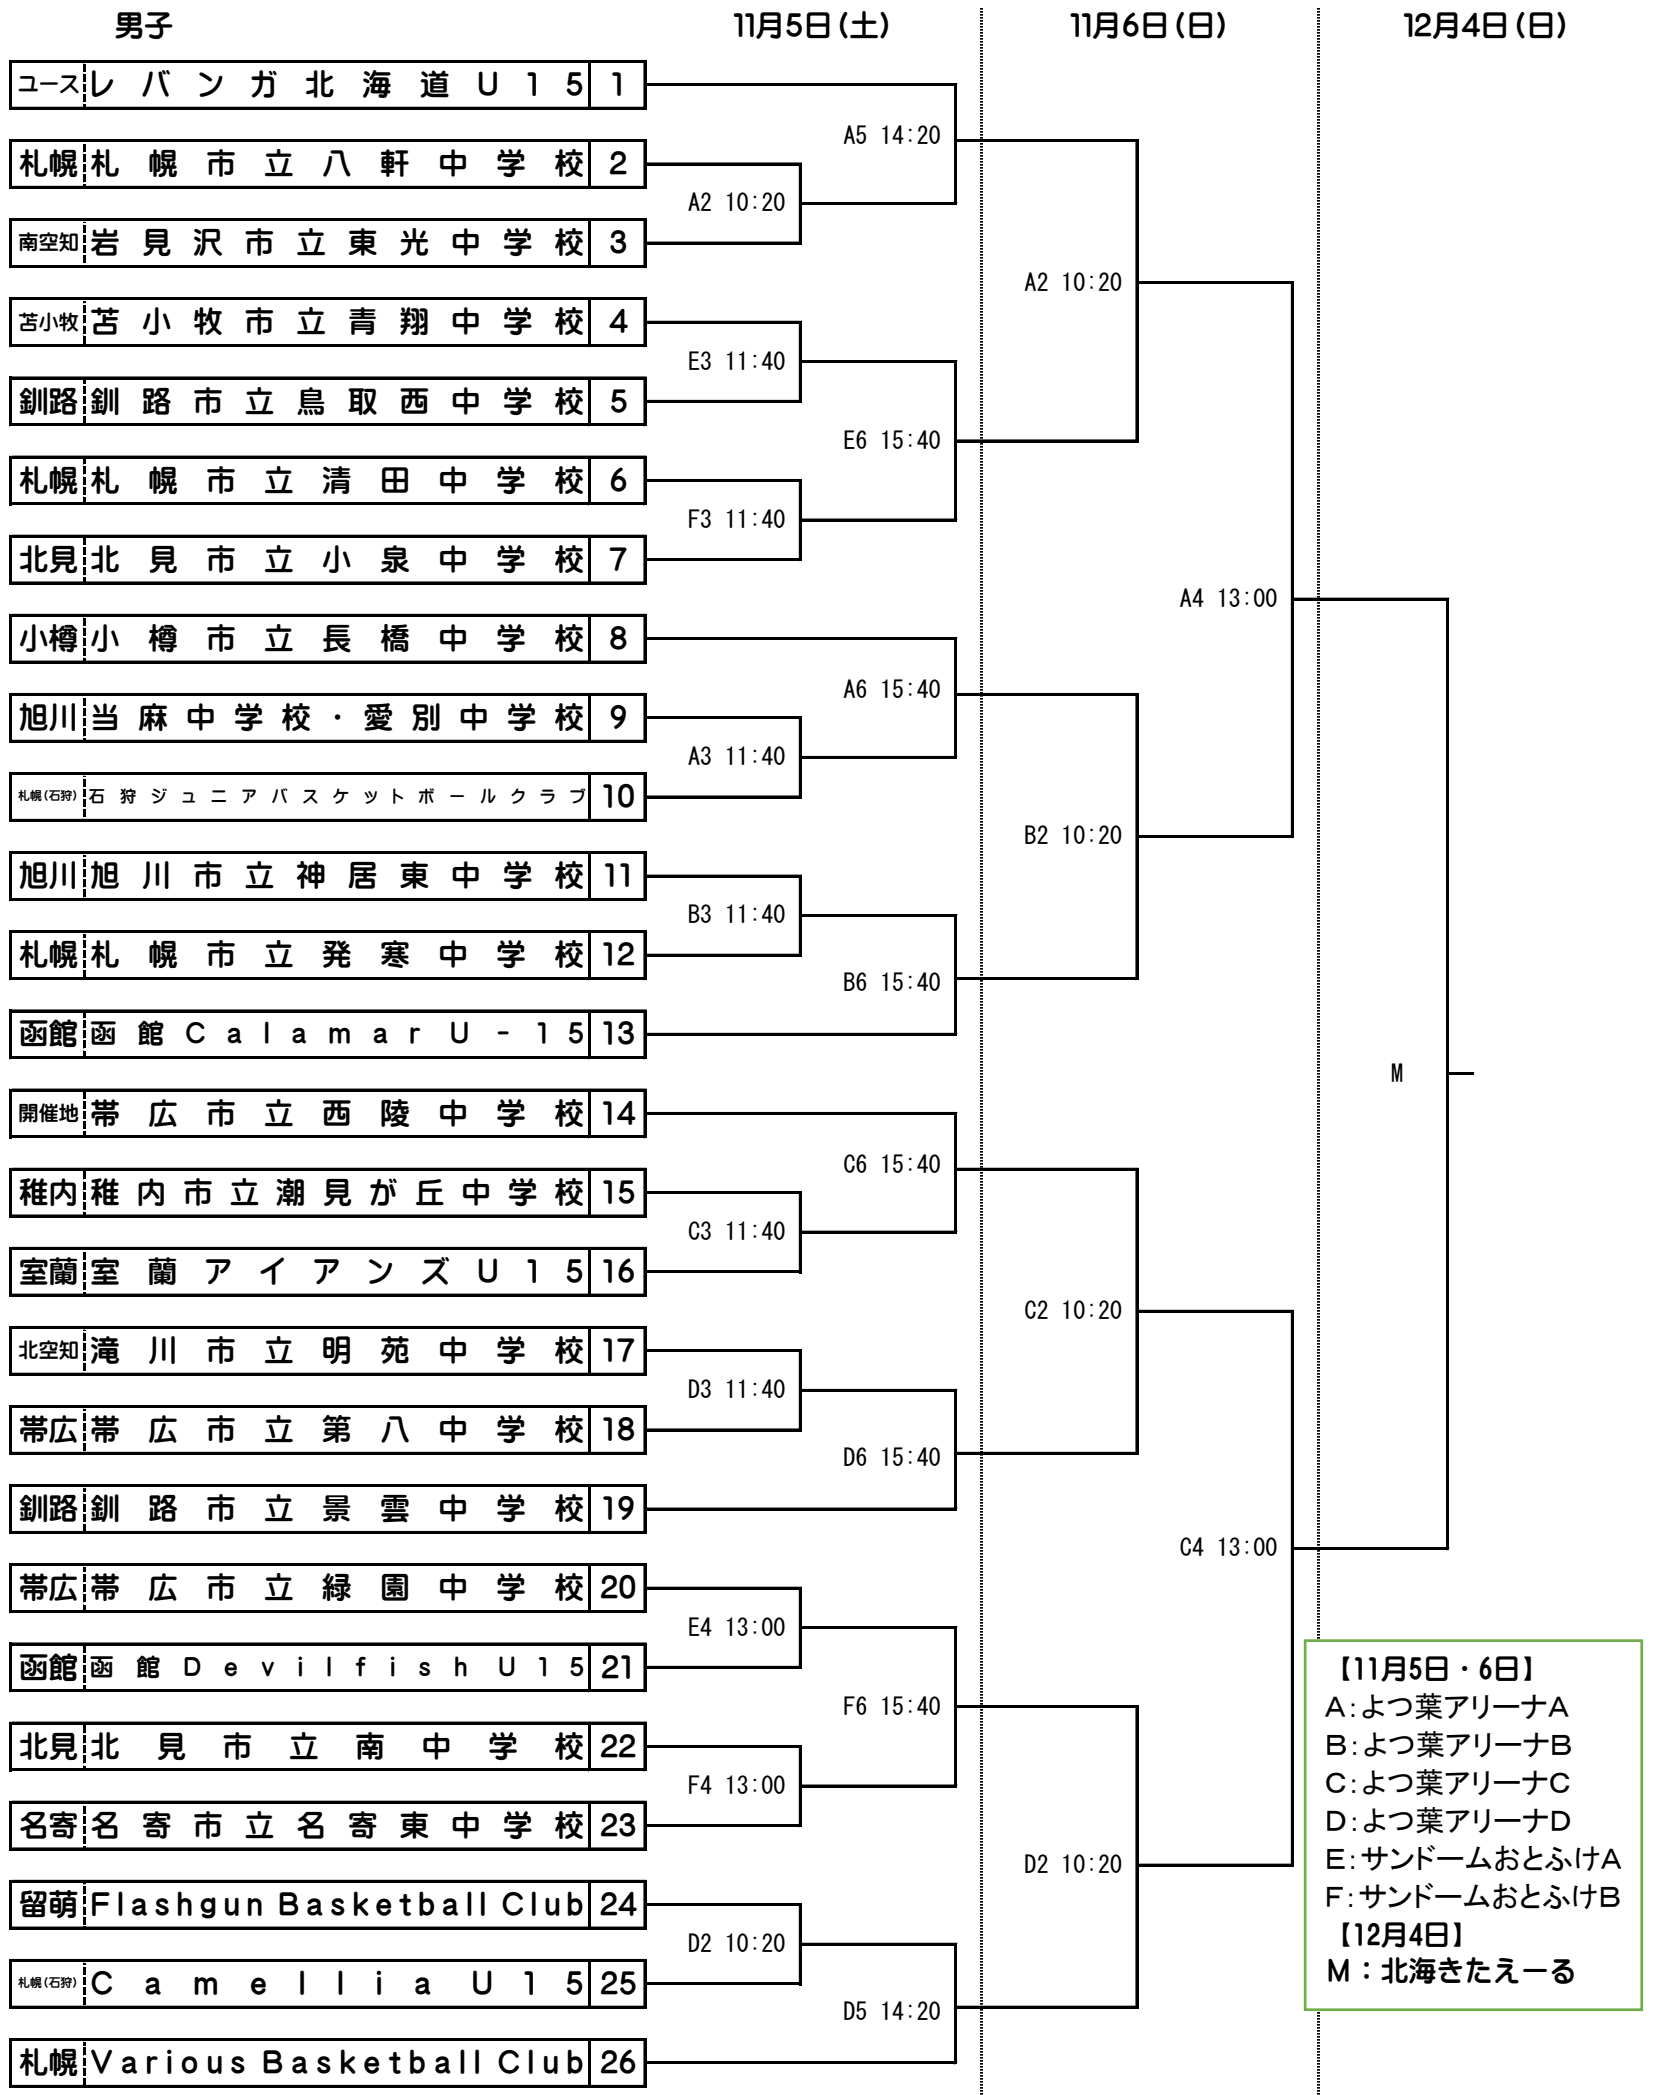 男子 11月5日(土) 11月6日(日) 12月4日(日)
ユース レバンガ北海道U15 1
A5 14:20
札幌 札幌市立八軒中学校 2
A2 10:20
南空知 岩見沢市立東光中学校 3
A2 10:20
苫小牧 苫小牧市立青翔中学校 4
E3 11:40
釧路 釧路市立鳥取西中学校 5
E6 15:40
札幌 札幌市立清田中学校 6
F3 11:40
北見 北見市立小泉中学校 7
A4 13:00
小樽 小樽市立長橋中学校 8
A6 15:40
旭川 当麻中学校・愛別中学校 9
A3 11:40
札幌(石狩) 石狩ジュニアバスケットボールクラブ 10
B2 10:20
旭川 旭川市立神居東中学校 11
B3 11:40
札幌 札幌市立発寒中学校 12
B6 15:40
函館 函館CalamarU-15 13
M
開催地 帯広市立西陵中学校 14
C6 15:40
稚内 稚内市立潮見が丘中学校 15
C3 11:40
室蘭 室蘭アイアンズU15 16
C2 10:20
北空知 滝川市立明苑中学校 17
D3 11:40
帯広 帯広市立第八中学校 18
D6 15:40
釧路 釧路市立景雲中学校 19
C4 13:00
帯広 帯広市立緑園中学校 20
E4 13:00
函館 函館DevilfishU15 21
F6 15:40
北見 北見市立南中学校 22
F4 13:00
名寄 名寄市立名寄東中学校 23
D2 10:20
留萌 Flashgun Basketball Club 24
D2 10:20
札幌(石狩) CamelliaU15 25
D5 14:20
札幌 Various Basketball Club 26
【11月5日・6日】
A:よつ葉アリーナA
B:よつ葉アリーナB
C:よつ葉アリーナC
D:よつ葉アリーナD
E:サンドームおとふけA
F:サンドームおとふけB
【12月4日】
M：北海きたえーる